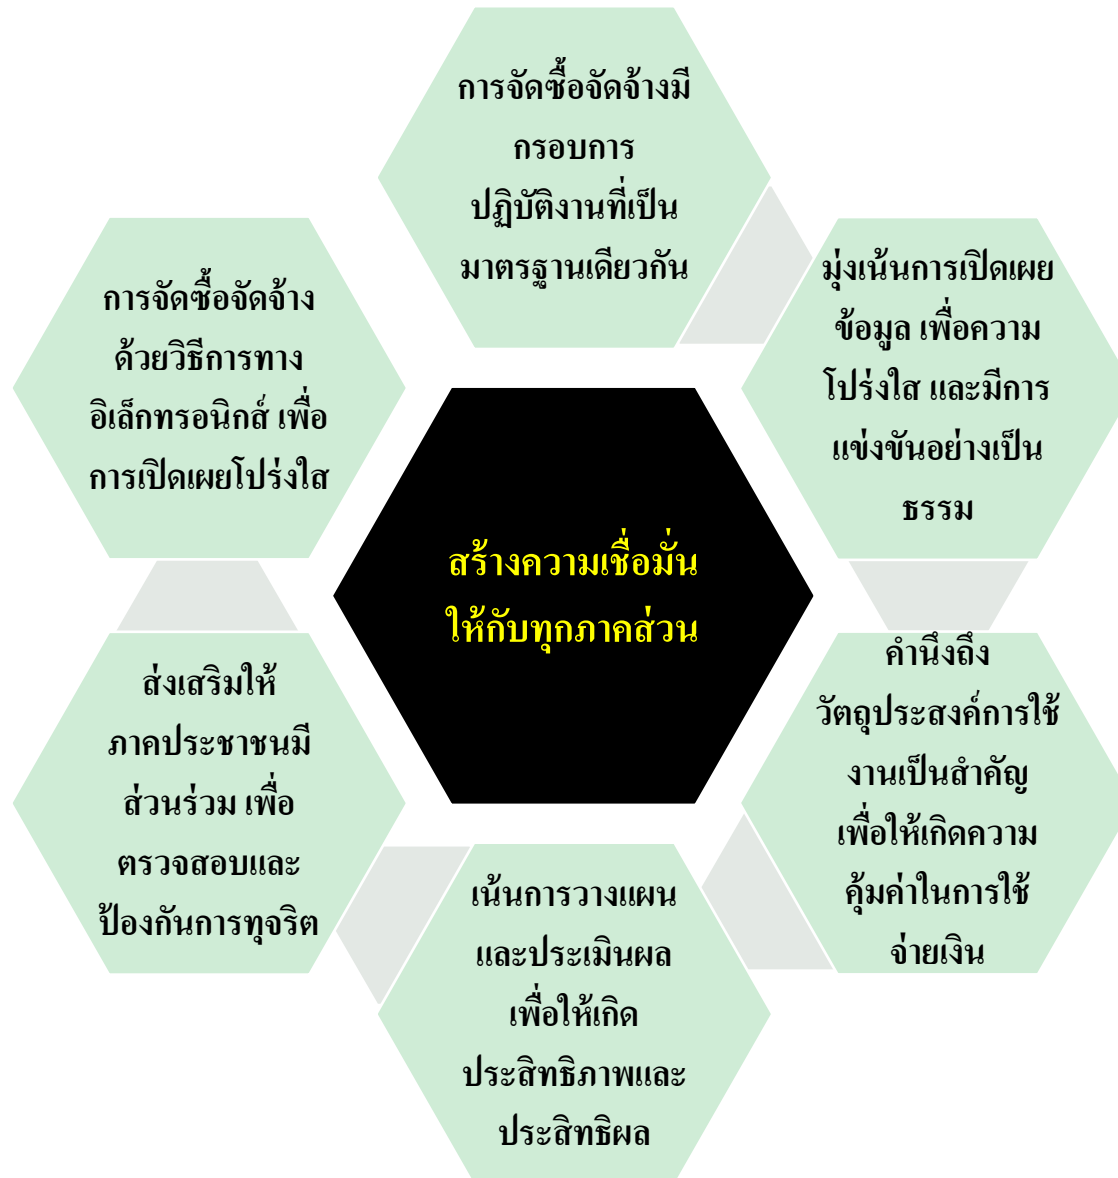 การจัดซื้อจัดจ้างมี
กรอบการ
ปฏิบัติงานที่เป็น
มาตรฐานเดียวกัน
มุ่งเน้นการเปิดเผย
ข้อมูล เพื่อความ
โปร่งใส และมีการ
แข่งขันอย่างเป็น
ธรรม
คำนึงถึง
วัตถุประสงค์การใช้
งานเป็นสำคัญ
เพื่อให้เกิดความ
คุ้มค่าในการใช้
จ่ายเงิน
เน้นการวางแผน
และประเมินผล
เพื่อให้เกิด
ประสิทธิภาพและ
ประสิทธิผล
ส่งเสริมให้
ภาคประชาชนมี
ส่วนร่วม เพื่อ
ตรวจสอบและ
ป้องกันการทุจริต
การจัดซื้อจัดจ้าง
ด้วยวิธีการทาง
อิเล็กทรอนิกส์ เพื่อ
การเปิดเผยโปร่งใส
สร้างความเชื่อมั่น
ให้กับทุกภาคส่วน